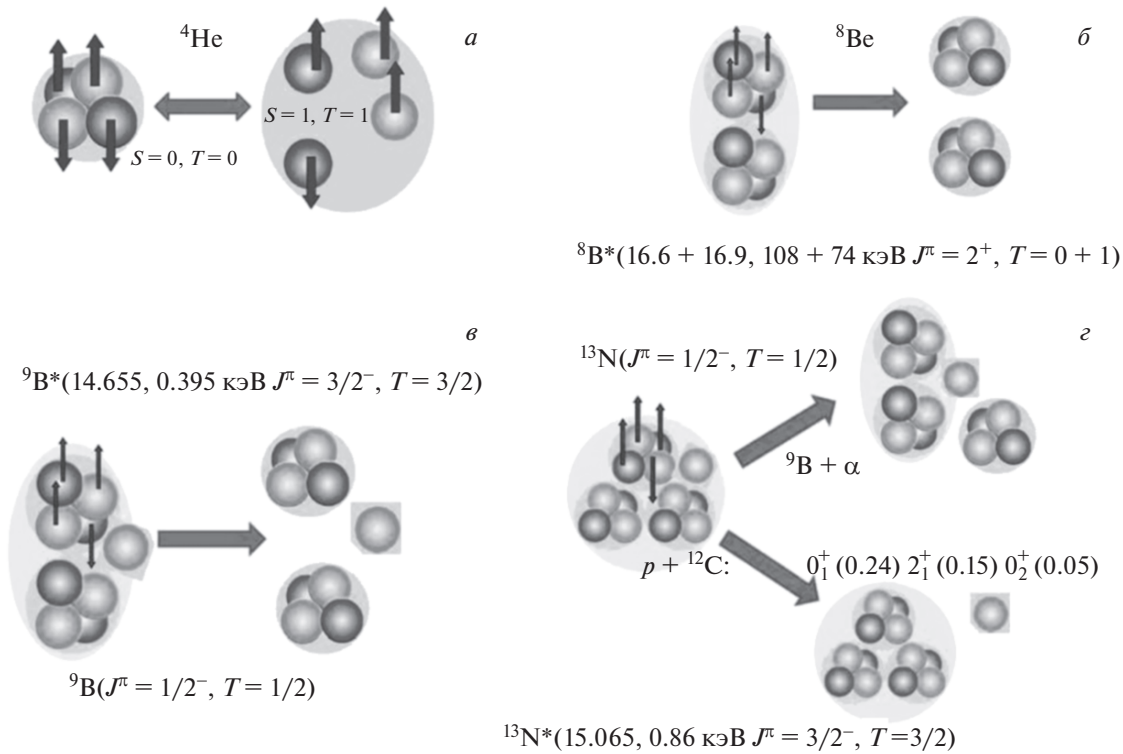 ⁴He
а
S = 1, T = 1
S = 0, T = 0
⁸Be
б
⁸B*(16.6 + 16.9, 108 + 74 кэВ Jᵖ = 2⁺, T = 0 + 1)
в
⁹B*(14.655, 0.395 кэВ J^π = 3/2⁻, T = 3/2)
⁹B(J^π = 1/2⁻, T = 1/2)
г
¹³N(J^π = 1/2⁻, T = 1/2)
⁹B + α
p + ¹²C: 0₁⁺ (0.24) 2₁⁺ (0.15) 0₂⁺ (0.05)
¹³N*(15.065, 0.86 кэВ J^π = 3/2⁻, T = 3/2)